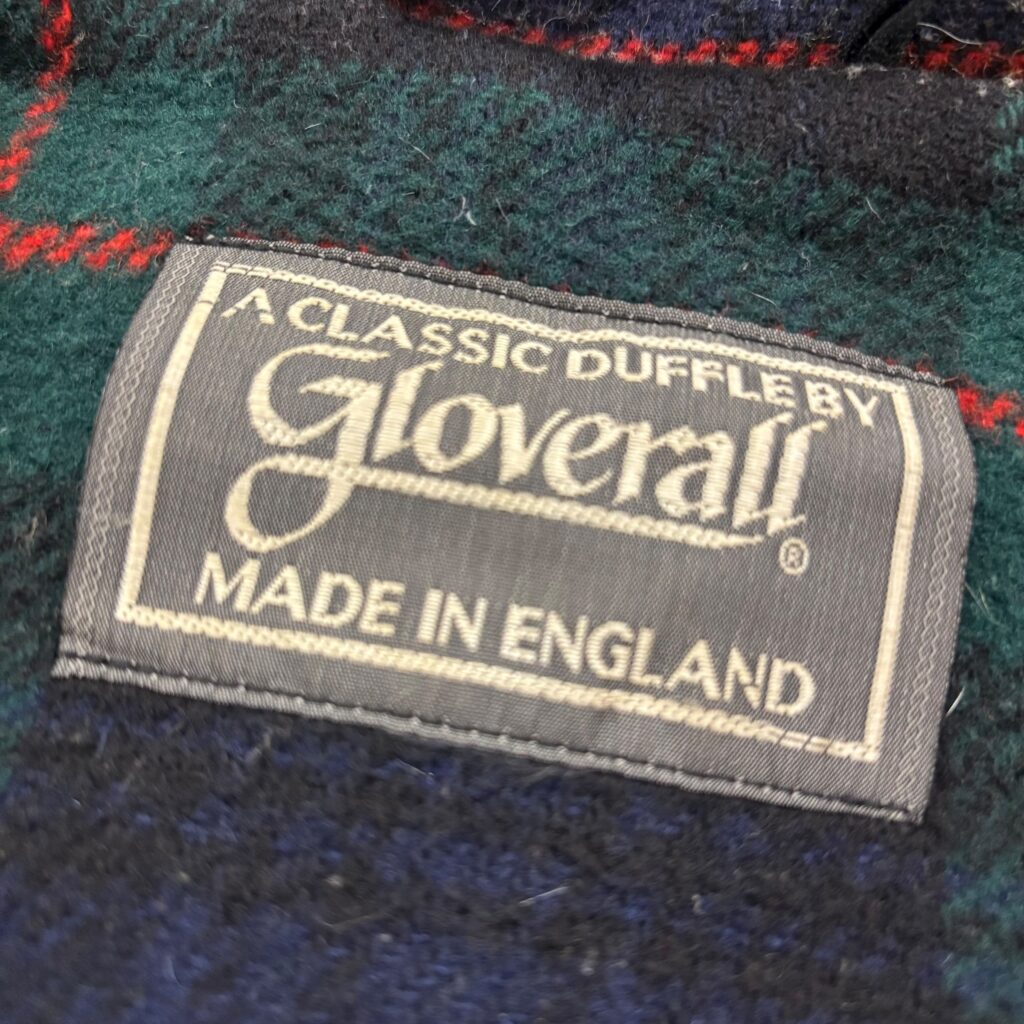 A CLASSIC DUFFLE BY
Gloverall®
MADE IN ENGLAND